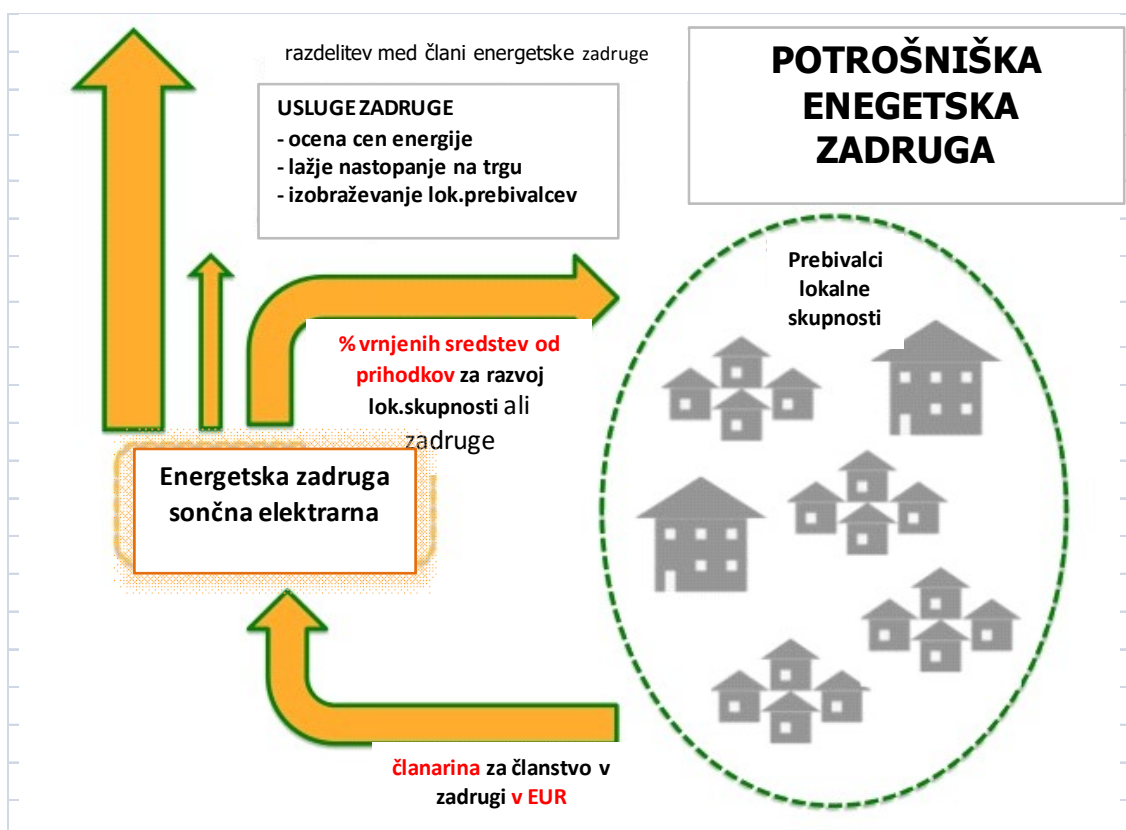 razdelitev med člani energetske zadruge
POTROŠNIŠKA
ENEGETSKA
ZADRUGA
USLUGE ZADRUGE
- ocena cen energije
- lažje nastopanje na trgu
- izobraževanje lok.prebivalcev
Prebivalci
lokalne
skupnosti
% vrnjenih sredstev od
prihodkov za razvoj
lok.skupnosti ali
zadruge
Energetska zadruga
sončna elektrarna
članarina za članstvo v
zadrugi v EUR